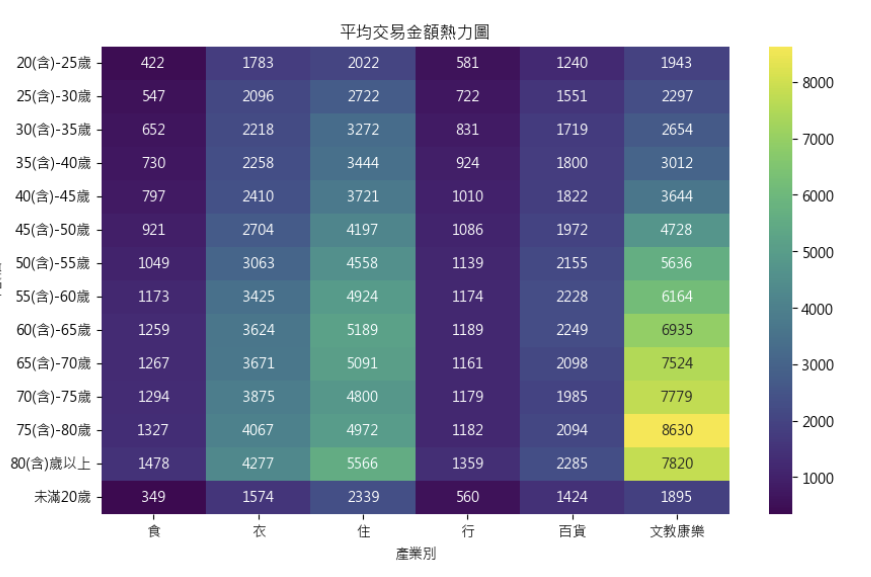 平均交易金額熱力圖
20(含)-25歲 422 1783 2022 581 1240 1943
25(含)-30歲 547 2096 2722 722 1551 2297
30(含)-35歲 652 2218 3272 831 1719 2654
35(含)-40歲 730 2258 3444 924 1800 3012
40(含)-45歲 797 2410 3721 1010 1822 3644
45(含)-50歲 921 2704 4197 1086 1972 4728
50(含)-55歲 1049 3063 4558 1139 2155 5636
55(含)-60歲 1173 3425 4924 1174 2228 6164
60(含)-65歲 1259 3624 5189 1189 2249 6935
65(含)-70歲 1267 3671 5091 1161 2098 7524
70(含)-75歲 1294 3875 4800 1179 1985 7779
75(含)-80歲 1327 4067 4972 1182 2094 8630
80(含)歲以上 1478 4277 5566 1359 2285 7820
未滿20歲 349 1574 2339 560 1424 1895
食 衣 住 行 百貨 文教康樂
產業別
8000
7000
6000
5000
4000
3000
2000
1000